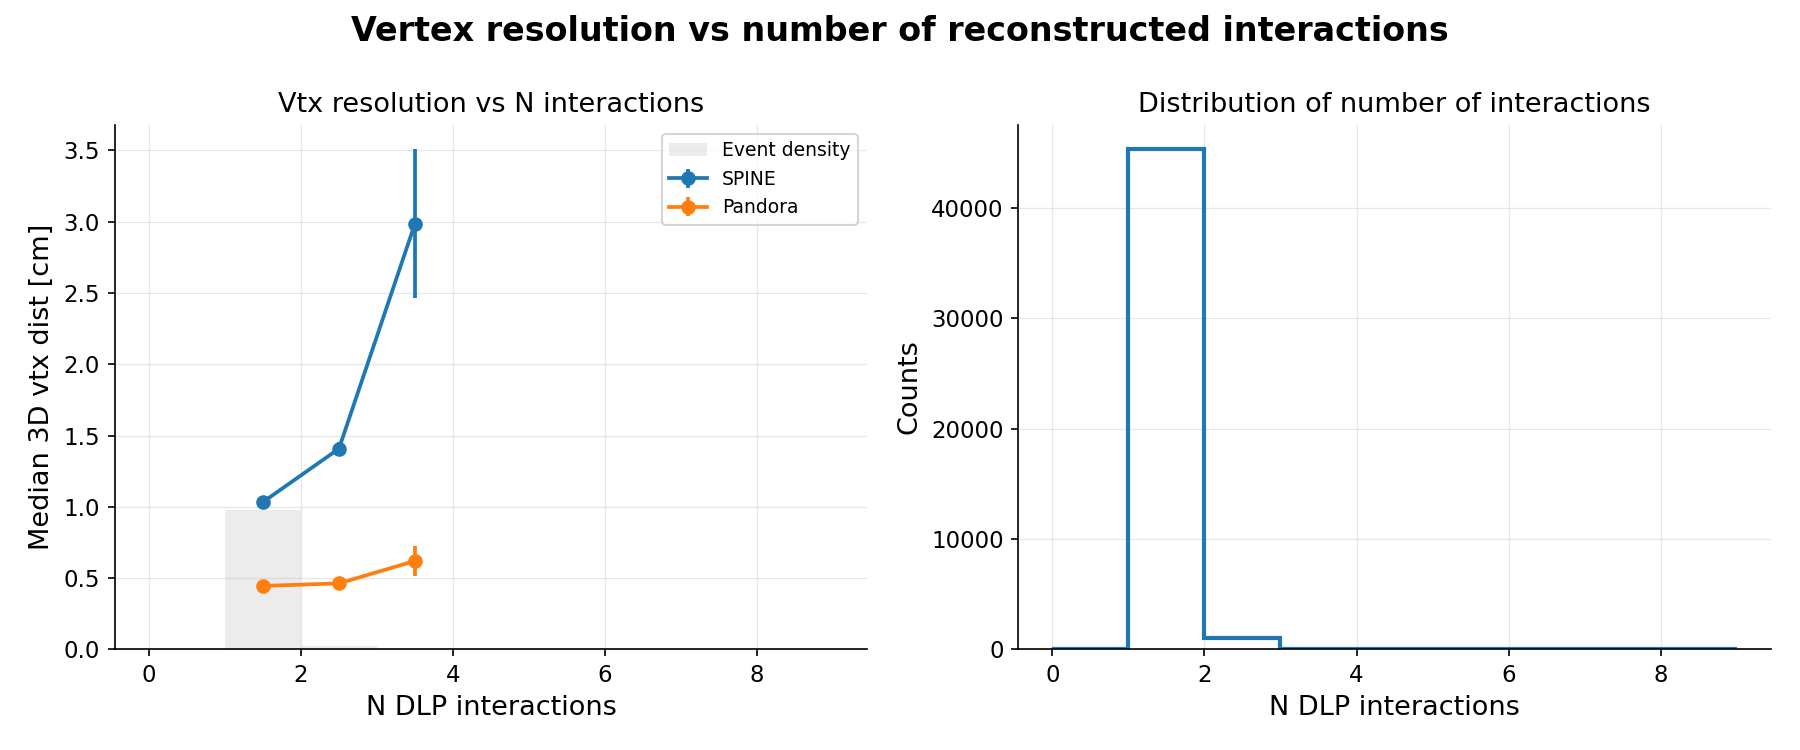 Vertex resolution vs number of reconstructed interactions
Vtx resolution vs N interactions
Median 3D vtx dist [cm]
3.5
3.0
2.5
2.0
1.5
1.0
0.5
0.0
0 2 4 6 8
N DLP interactions
Event density
SPINE
Pandora
Distribution of number of interactions
Counts
40000
30000
20000
10000
0
0 2 4 6 8
N DLP interactions